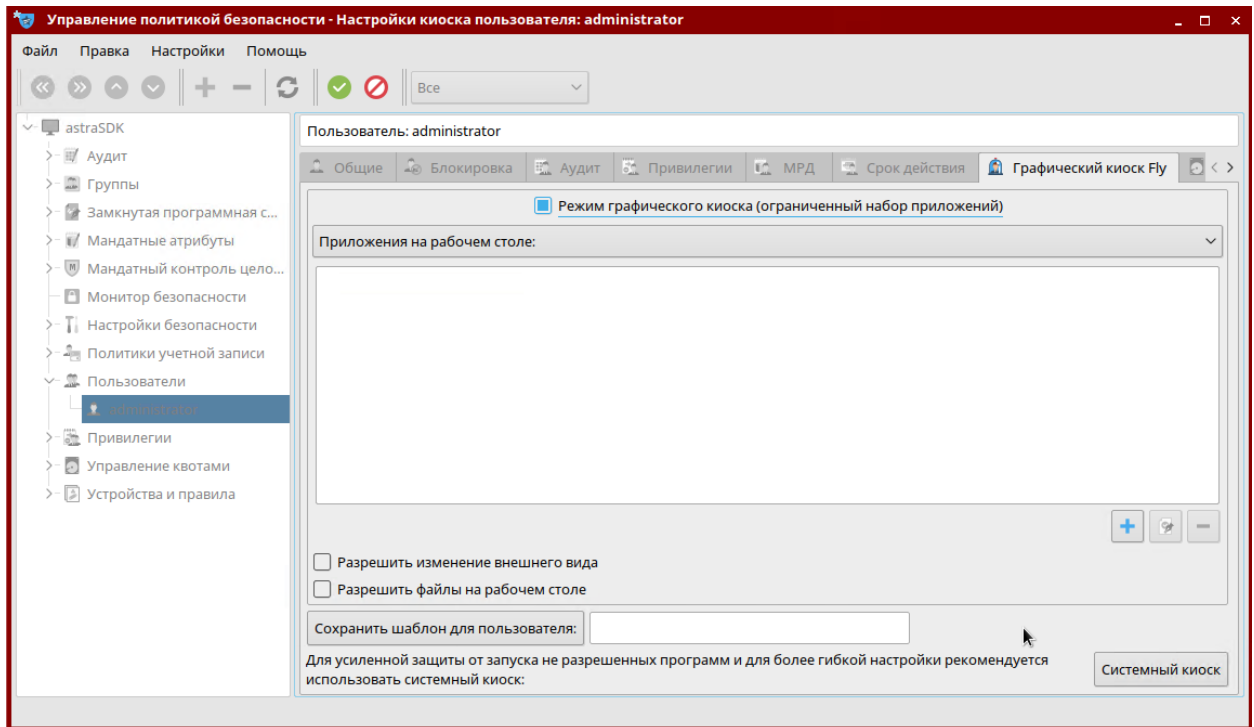 Управление политикой безопасности - Настройки киоска пользователя: administrator
Файл Правка Настройки Помощь
Все
astraSDK
Аудит
Группы
Замкнутая программная с...
Мандатные атрибуты
Мандатный контроль цело...
Монитор безопасности
Настройки безопасности
Политики учетной записи
Пользователи
administrator
Привилегии
Управление квотами
Устройства и правила
Пользователь: administrator
Общие Блокировка Аудит Привилегии МРД Срок действия Графический киоск Fly
Режим графического киоска (ограниченный набор приложений)
Приложения на рабочем столе:
Разрешить изменение внешнего вида
Разрешить файлы на рабочем столе
Сохранить шаблон для пользователя:
Для усиленной защиты от запуска не разрешенных программ и для более гибкой настройки рекомендуется
использовать системный киоск:
Системный киоск